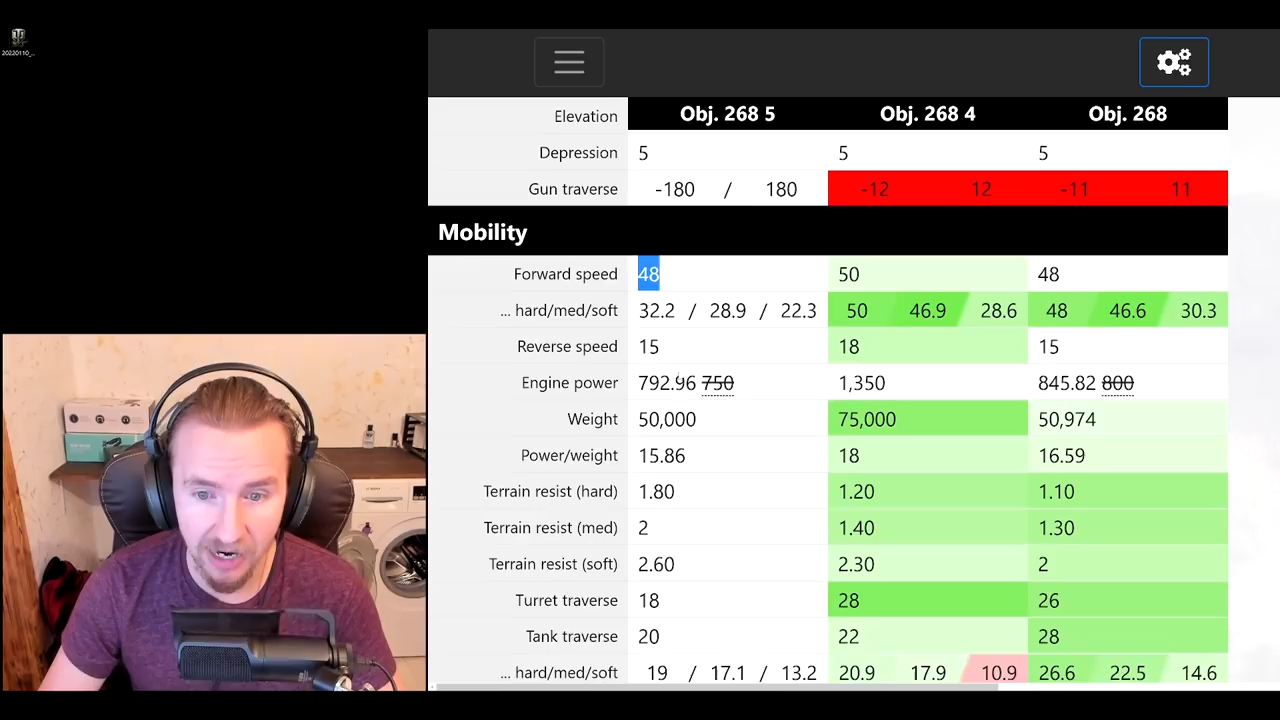 20220110_...
Elevation Obj. 268 5 Obj. 268 4 Obj. 268
Depression 5 5 5
Gun traverse -180 / 180 -12 12 -11 11
Mobility
Forward speed 48 50 48
... hard/med/soft 32.2 / 28.9 / 22.3 50 46.9 28.6 48 46.6 30.3
Reverse speed 15 18 15
Engine power 792.96 750 1,350 845.82 800
Weight 50,000 75,000 50,974
Power/weight 15.86 18 16.59
Terrain resist (hard) 1.80 1.20 1.10
Terrain resist (med) 2 1.40 1.30
Terrain resist (soft) 2.60 2.30 2
Turret traverse 18 28 26
Tank traverse 20 22 28
... hard/med/soft 19 / 17.1 / 13.2 20.9 17.9 10.9 26.6 22.5 14.6